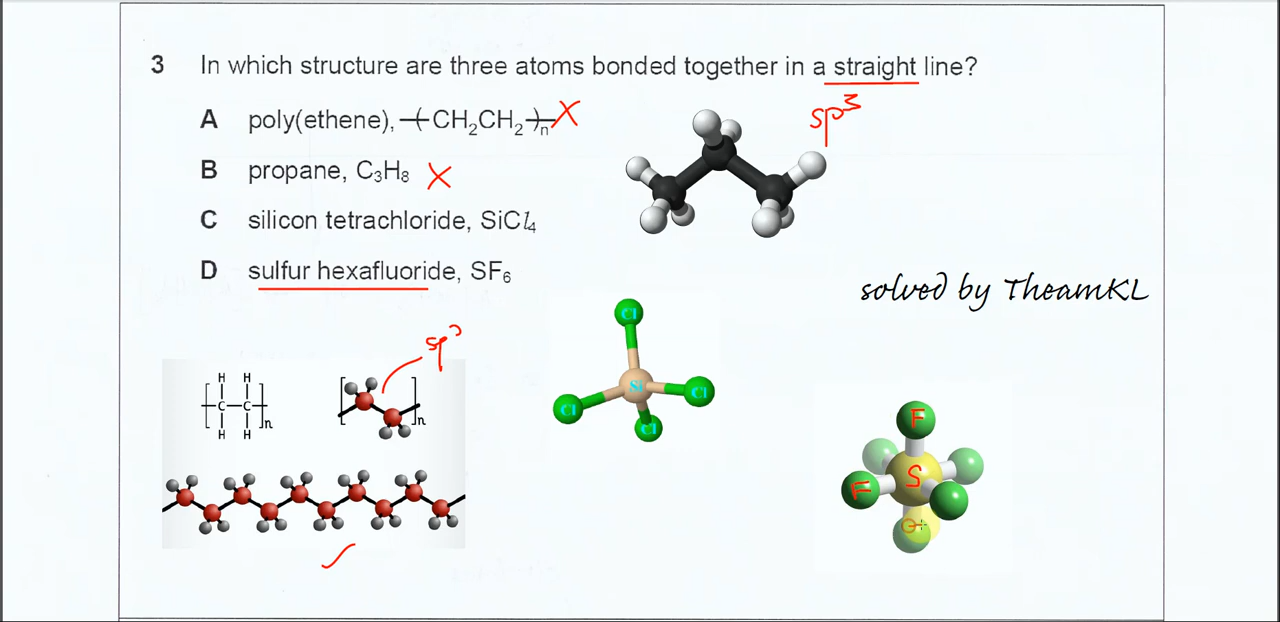 3 In which structure are three atoms bonded together in a straight line?
A poly(ethene), -(CH₂CH₂)-n X
B propane, C₃H₈ X
C silicon tetrachloride, SiCl₄
D sulfur hexafluoride, SF₆
sp³
solved by TheamKL
sp³
H H
[C-C]n
H H
[ ]n
Cl
Si
Cl
Cl
Cl
F
S
F